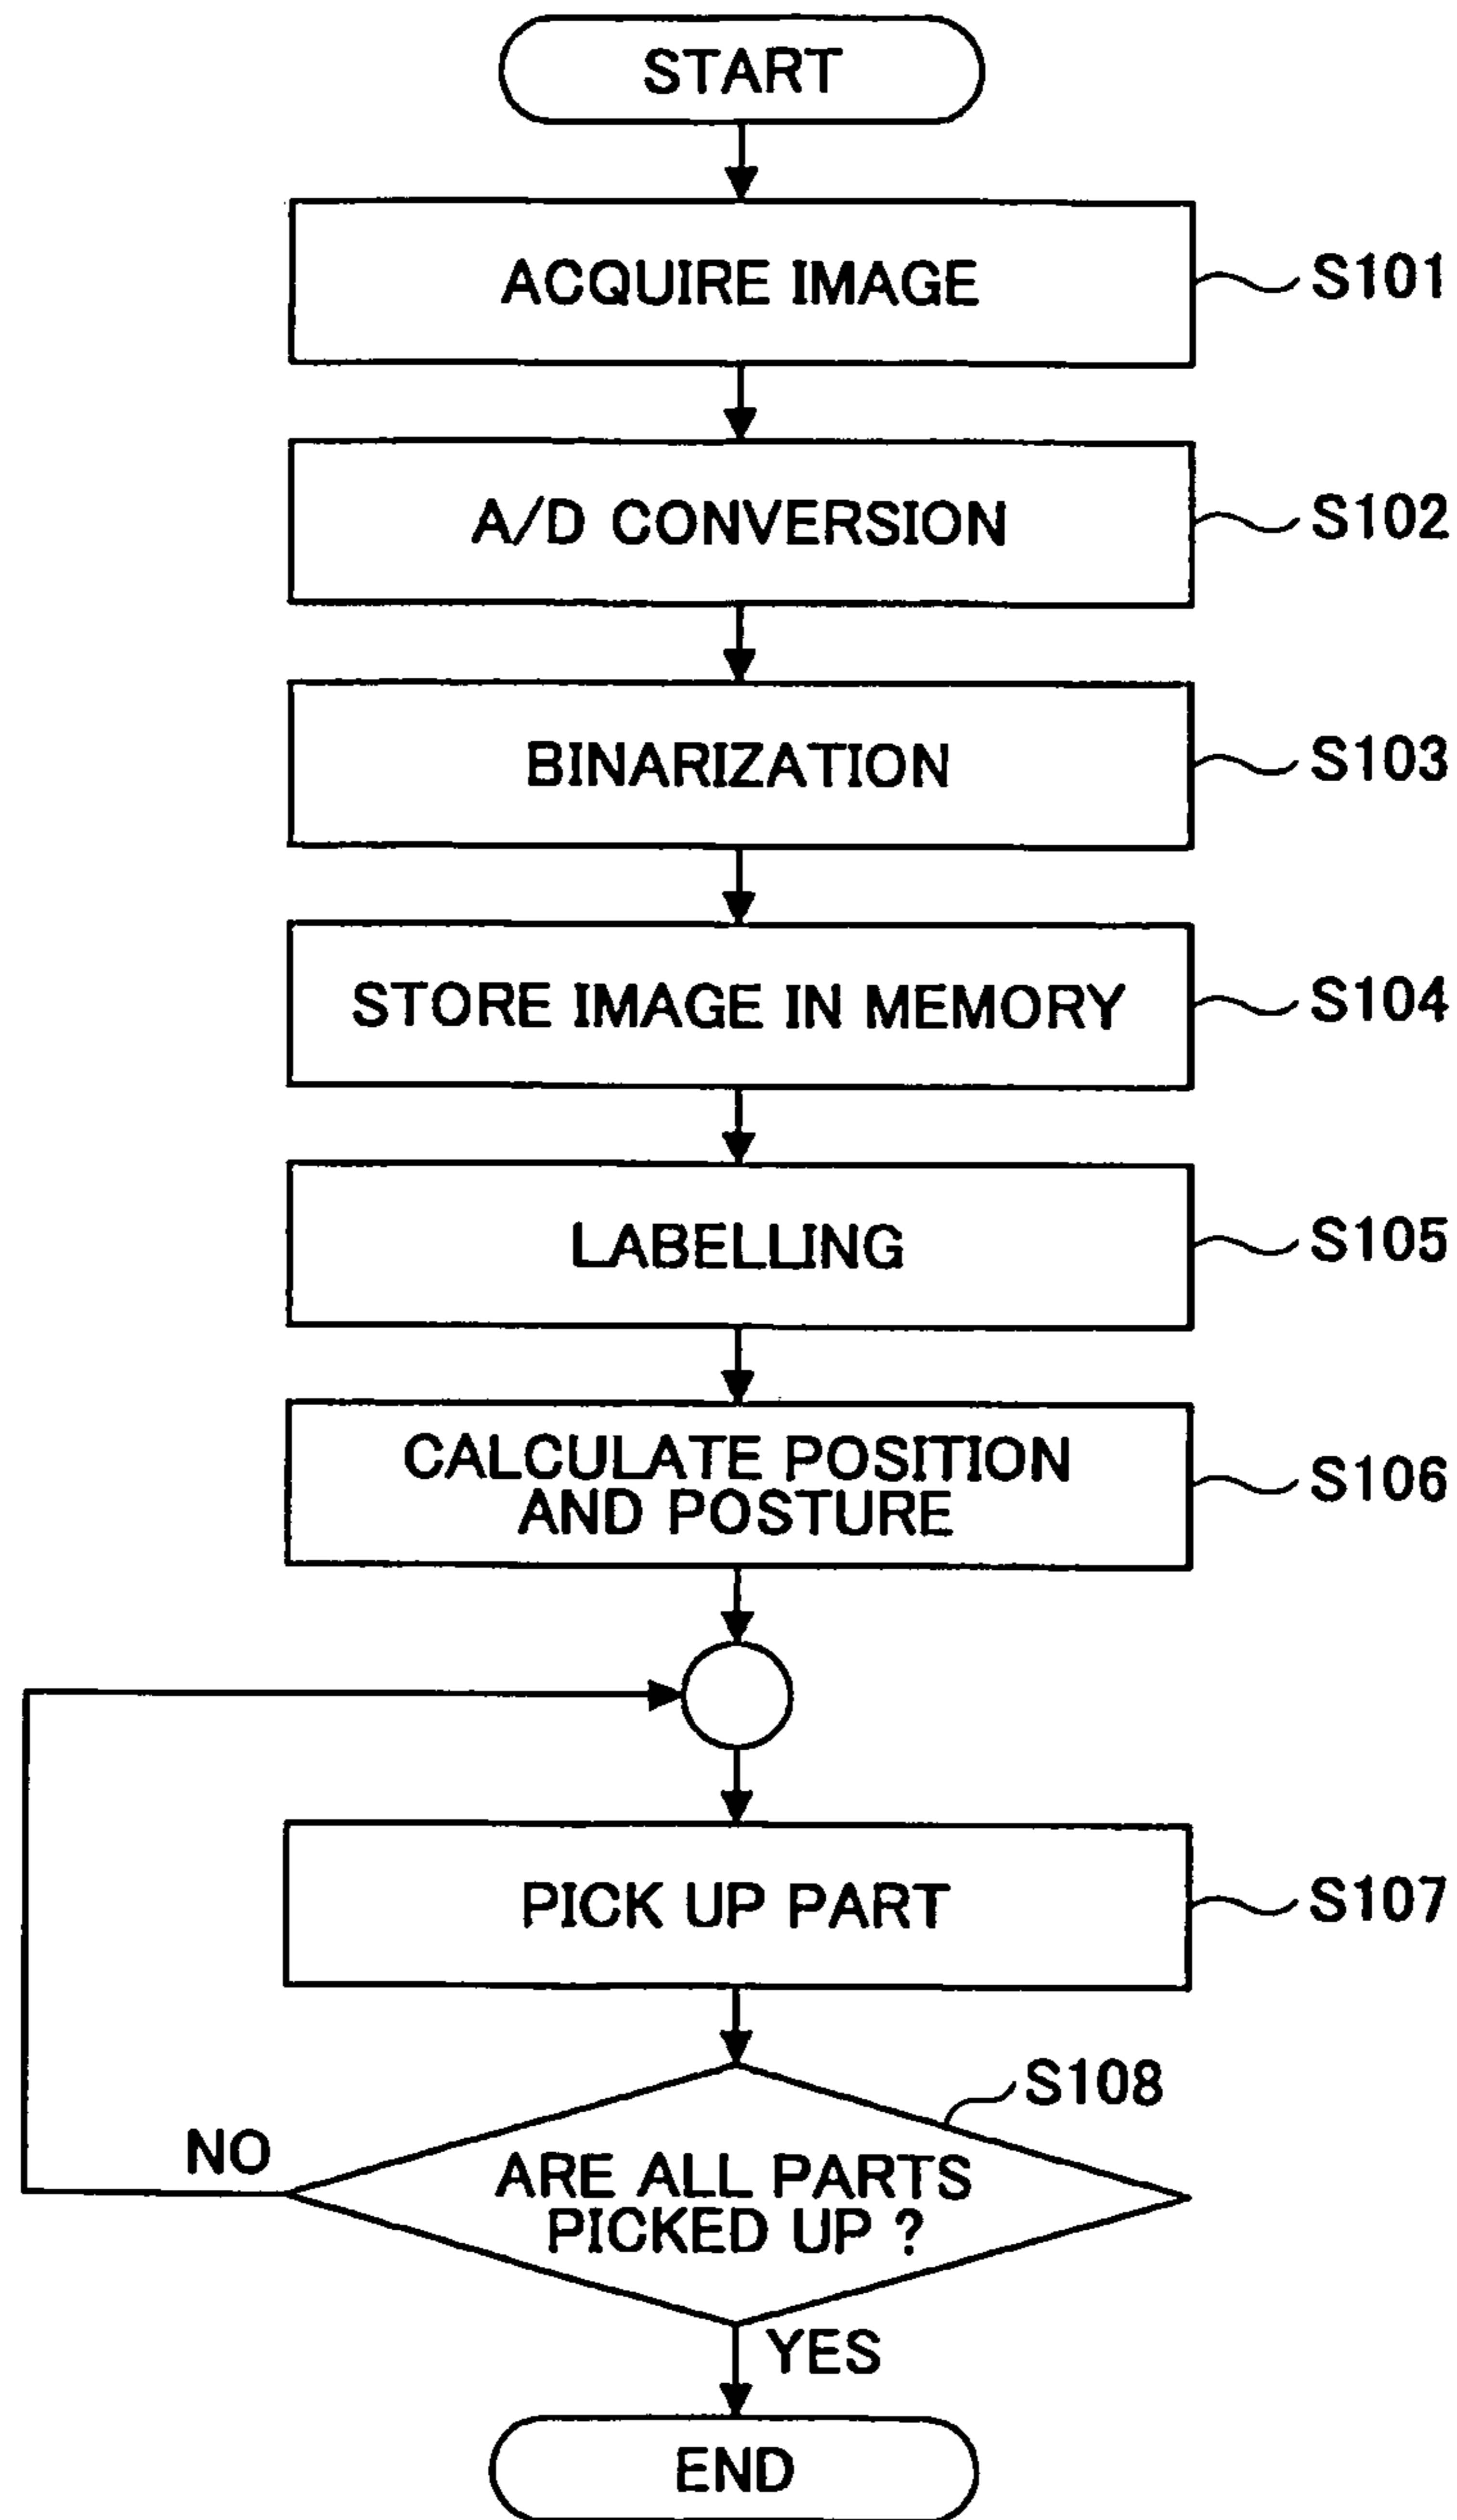 START
ACQUIRE IMAGE
S101
A/D CONVERSION
S102
BINARIZATION
S103
STORE IMAGE IN MEMORY
S104
LABELLING
S105
CALCULATE POSITION
AND POSTURE
S106
PICK UP PART
S107
S108
NO
ARE ALL PARTS
PICKED UP ?
YES
END